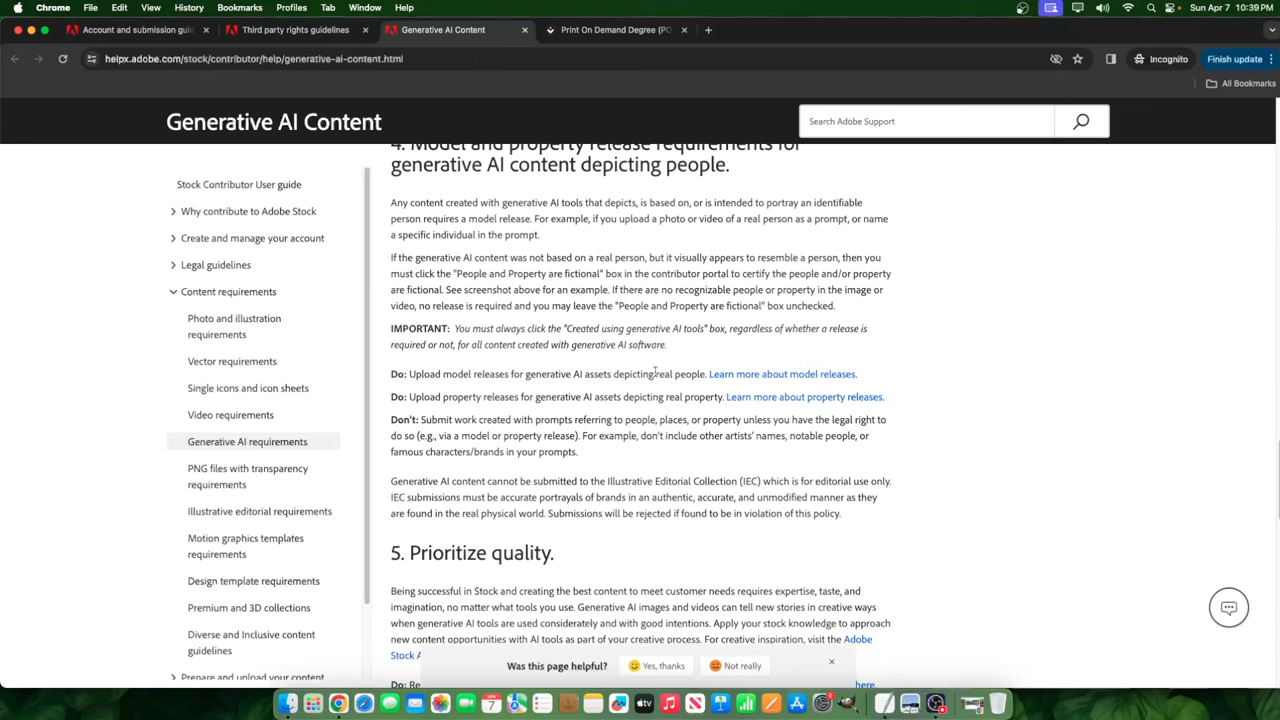 Chrome File Edit View History Bookmarks Profiles Tab Window Help Sun Apr 7 10:39 PM
Account and submission guid × Third party rights guidelines × Generative AI Content × Print On Demand Degree (PO × +
helpx.adobe.com/stock/contributor/help/generative-ai-content.html Incognito Finish update
All Bookmarks
Generative AI Content
Search Adobe Support
Stock Contributor User guide
Why contribute to Adobe Stock
Create and manage your account
Legal guidelines
Content requirements
Photo and illustration
requirements
Vector requirements
Single icons and icon sheets
Video requirements
Generative AI requirements
PNG files with transparency
requirements
Illustrative editorial requirements
Motion graphics templates
requirements
Design template requirements
Premium and 3D collections
Diverse and Inclusive content
guidelines
Prepare and upload your content
4. Model and property release requirements for
generative AI content depicting people.
Any content created with generative AI tools that depicts, is based on, or is intended to portray an identifiable
person requires a model release. For example, if you upload a photo or video of a real person as a prompt, or name
a specific individual in the prompt.
If the generative AI content was not based on a real person, but it visually appears to resemble a person, then you
must click the "People and Property are fictional" box in the contributor portal to certify the people and/or property
are fictional. See screenshot above for an example. If there are no recognizable people or property in the image or
video, no release is required and you may leave the "People and Property are fictional" box unchecked.
IMPORTANT: You must always click the "Created using generative AI tools" box, regardless of whether a release is
required or not, for all content created with generative AI software.
Do: Upload model releases for generative AI assets depicting real people. Learn more about model releases.
Do: Upload property releases for generative AI assets depicting real property. Learn more about property releases.
Don't: Submit work created with prompts referring to people, places, or property unless you have the legal right to
do so (e.g., via a model or property release). For example, don't include other artists' names, notable people, or
famous characters/brands in your prompts.
Generative AI content cannot be submitted to the Illustrative Editorial Collection (IEC) which is for editorial use only.
IEC submissions must be accurate portrayals of brands in an authentic, accurate, and unmodified manner as they
are found in the real physical world. Submissions will be rejected if found to be in violation of this policy.
5. Prioritize quality.
Being successful in Stock and creating the best content to meet customer needs requires expertise, taste, and
imagination, no matter what tools you use. Generative AI images and videos can tell new stories in creative ways
when generative AI tools are used considerately and with good intentions. Apply your stock knowledge to approach
new content opportunities with AI tools as part of your creative process. For creative inspiration, visit the Adobe
Stock A
Was this page helpful? Yes, thanks Not really ×
Do: Re here